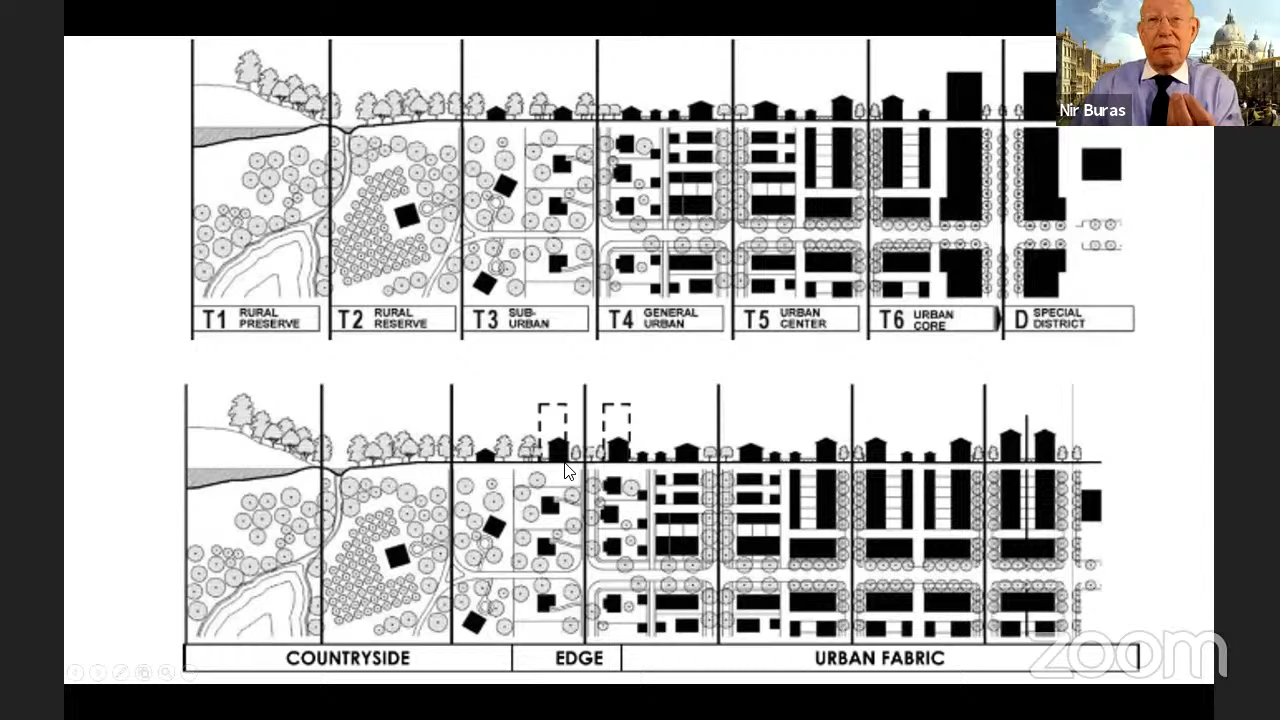 Nir Buras
T1 RURAL
PRESERVE
T2 RURAL
RESERVE
T3 SUB-
URBAN
T4 GENERAL
URBAN
T5 URBAN
CENTER
T6 URBAN
CORE
D SPECIAL
DISTRICT
COUNTRYSIDE
EDGE
URBAN FABRIC
zoom